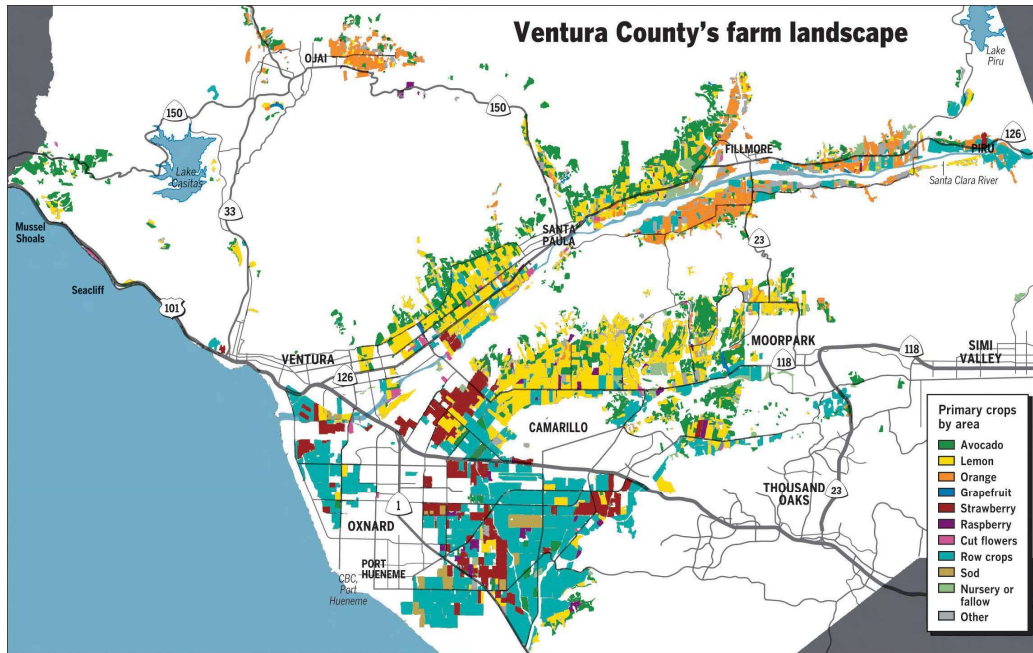 Ventura County's farm landscape
Lake
Piru
OJAI
150
150
126
FILLMORE
PIRU
Lake
Casitas
Santa Clara River
33
SANTA
PAULA
23
Mussel
Shoals
Seacliff
101
MOORPARK
SIMI
VALLEY
118
118
118
VENTURA
126
CAMARILLO
THOUSAND
OAKS
23
1
OXNARD
PORT
HUENEME
CBC,
Port
Hueneme
Primary crops
by area
Avocado
Lemon
Orange
Grapefruit
Strawberry
Raspberry
Cut flowers
Row crops
Sod
Nursery or
fallow
Other